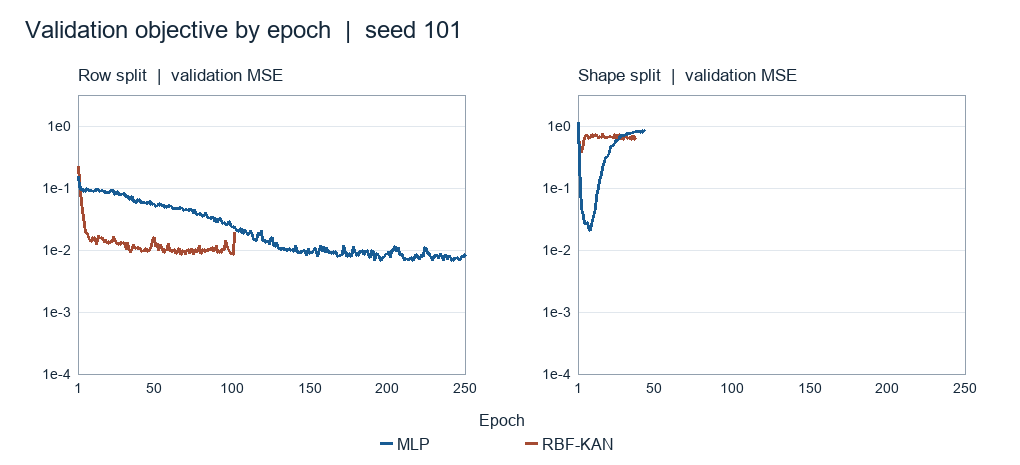 Validation objective by epoch | seed 101
Row split | validation MSE
1e0
1e-1
1e-2
1e-3
1e-4
1 50 100 150 200 250
Shape split | validation MSE
1e0
1e-1
1e-2
1e-3
1e-4
1 50 100 150 200 250
Epoch
MLP RBF-KAN